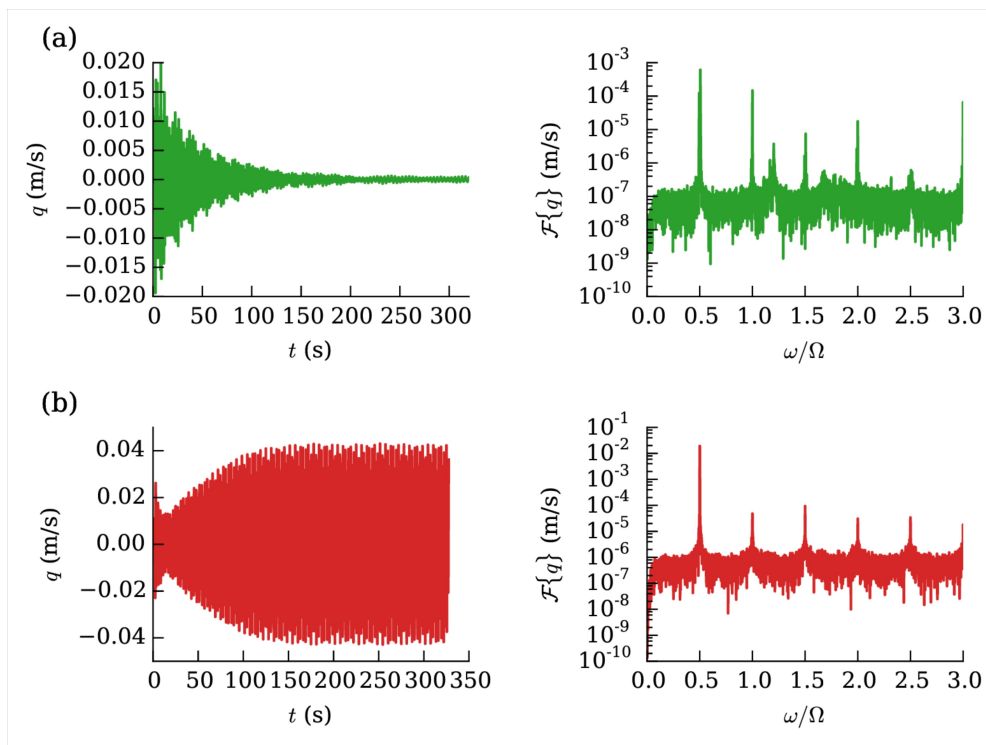 (a)
0.020
0.015
0.010
0.005
0.000
−0.005
−0.010
−0.015
−0.020
q (m/s)
0 50 100 150 200 250 300
t (s)
10⁻³
10⁻⁴
10⁻⁵
10⁻⁶
10⁻⁷
10⁻⁸
10⁻⁹
10⁻¹⁰
ℱ{q} (m/s)
0.0 0.5 1.0 1.5 2.0 2.5 3.0
ω/Ω
(b)
0.04
0.02
0.00
−0.02
−0.04
q (m/s)
0 50 100 150 200 250 300 350
t (s)
10⁻¹
10⁻²
10⁻³
10⁻⁴
10⁻⁵
10⁻⁶
10⁻⁷
10⁻⁸
10⁻⁹
10⁻¹⁰
ℱ{q} (m/s)
0.0 0.5 1.0 1.5 2.0 2.5 3.0
ω/Ω